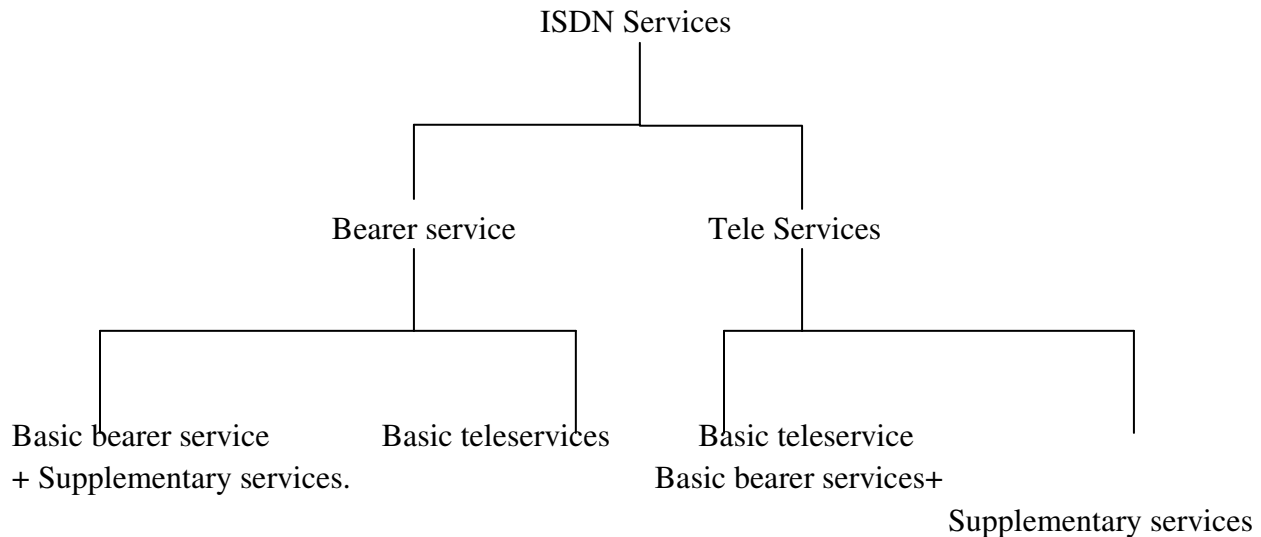 ISDN Services
Bearer service Tele Services
Basic bearer service Basic teleservices Basic teleservice
+ Supplementary services. Basic bearer services+
Supplementary services